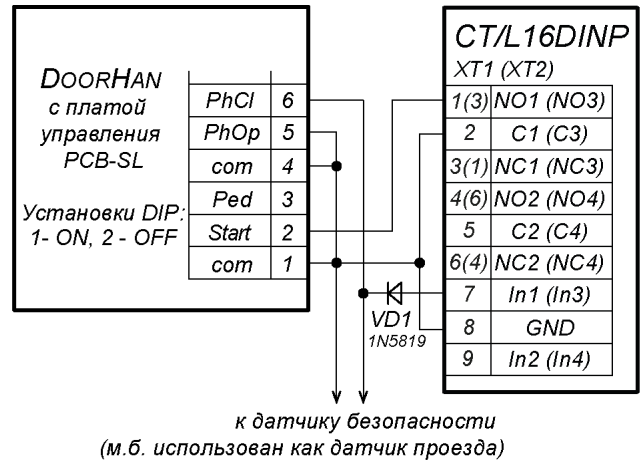 DOORHAN
с платой
управления
PCB-SL
Установки DIP:
1- ON, 2 - OFF
PhCl 6
PhOp 5
com 4
Ped 3
Start 2
com 1
CT/L16DINP
XT1 (XT2)
1(3) NO1 (NO3)
2 C1 (C3)
3(1) NC1 (NC3)
4(6) NO2 (NO4)
5 C2 (C4)
6(4) NC2 (NC4)
7 In1 (In3)
8 GND
9 In2 (In4)
VD1
1N5819
к датчику безопасности
(м.б. использован как датчик проезда)